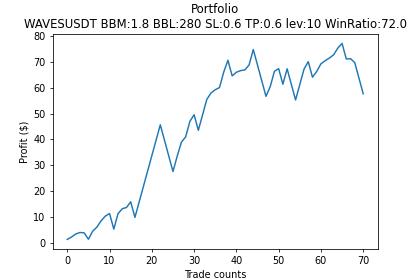 Portfolio
WAVESUSDT BBM:1.8 BBL:280 SL:0.6 TP:0.6 lev:10 WinRatio:72.0
80
70
60
50
40
30
20
10
0
Profit ($)
0 10 20 30 40 50 60 70
Trade counts